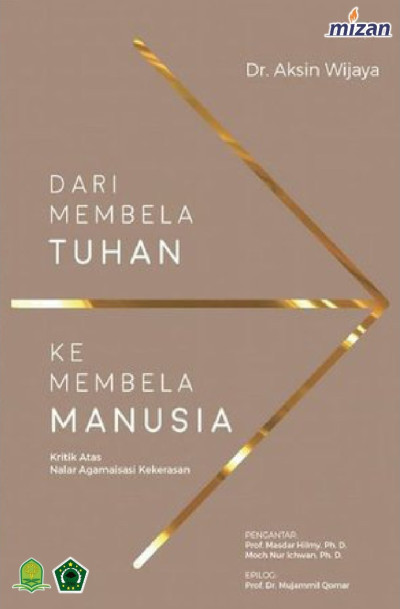 mizan
Dr. Aksin Wijaya
DARI
MEMBELA
TUHAN
KE
MEMBELA
MANUSIA
Kritik Atas
Nalar Agamaisasi Kekerasan
PENGANTAR:
Prof. Masdar Hilmy, Ph. D.
Moch Nur Ichwan, Ph. D.
EPILOG:
Prof. Dr. Mujammil Qomar